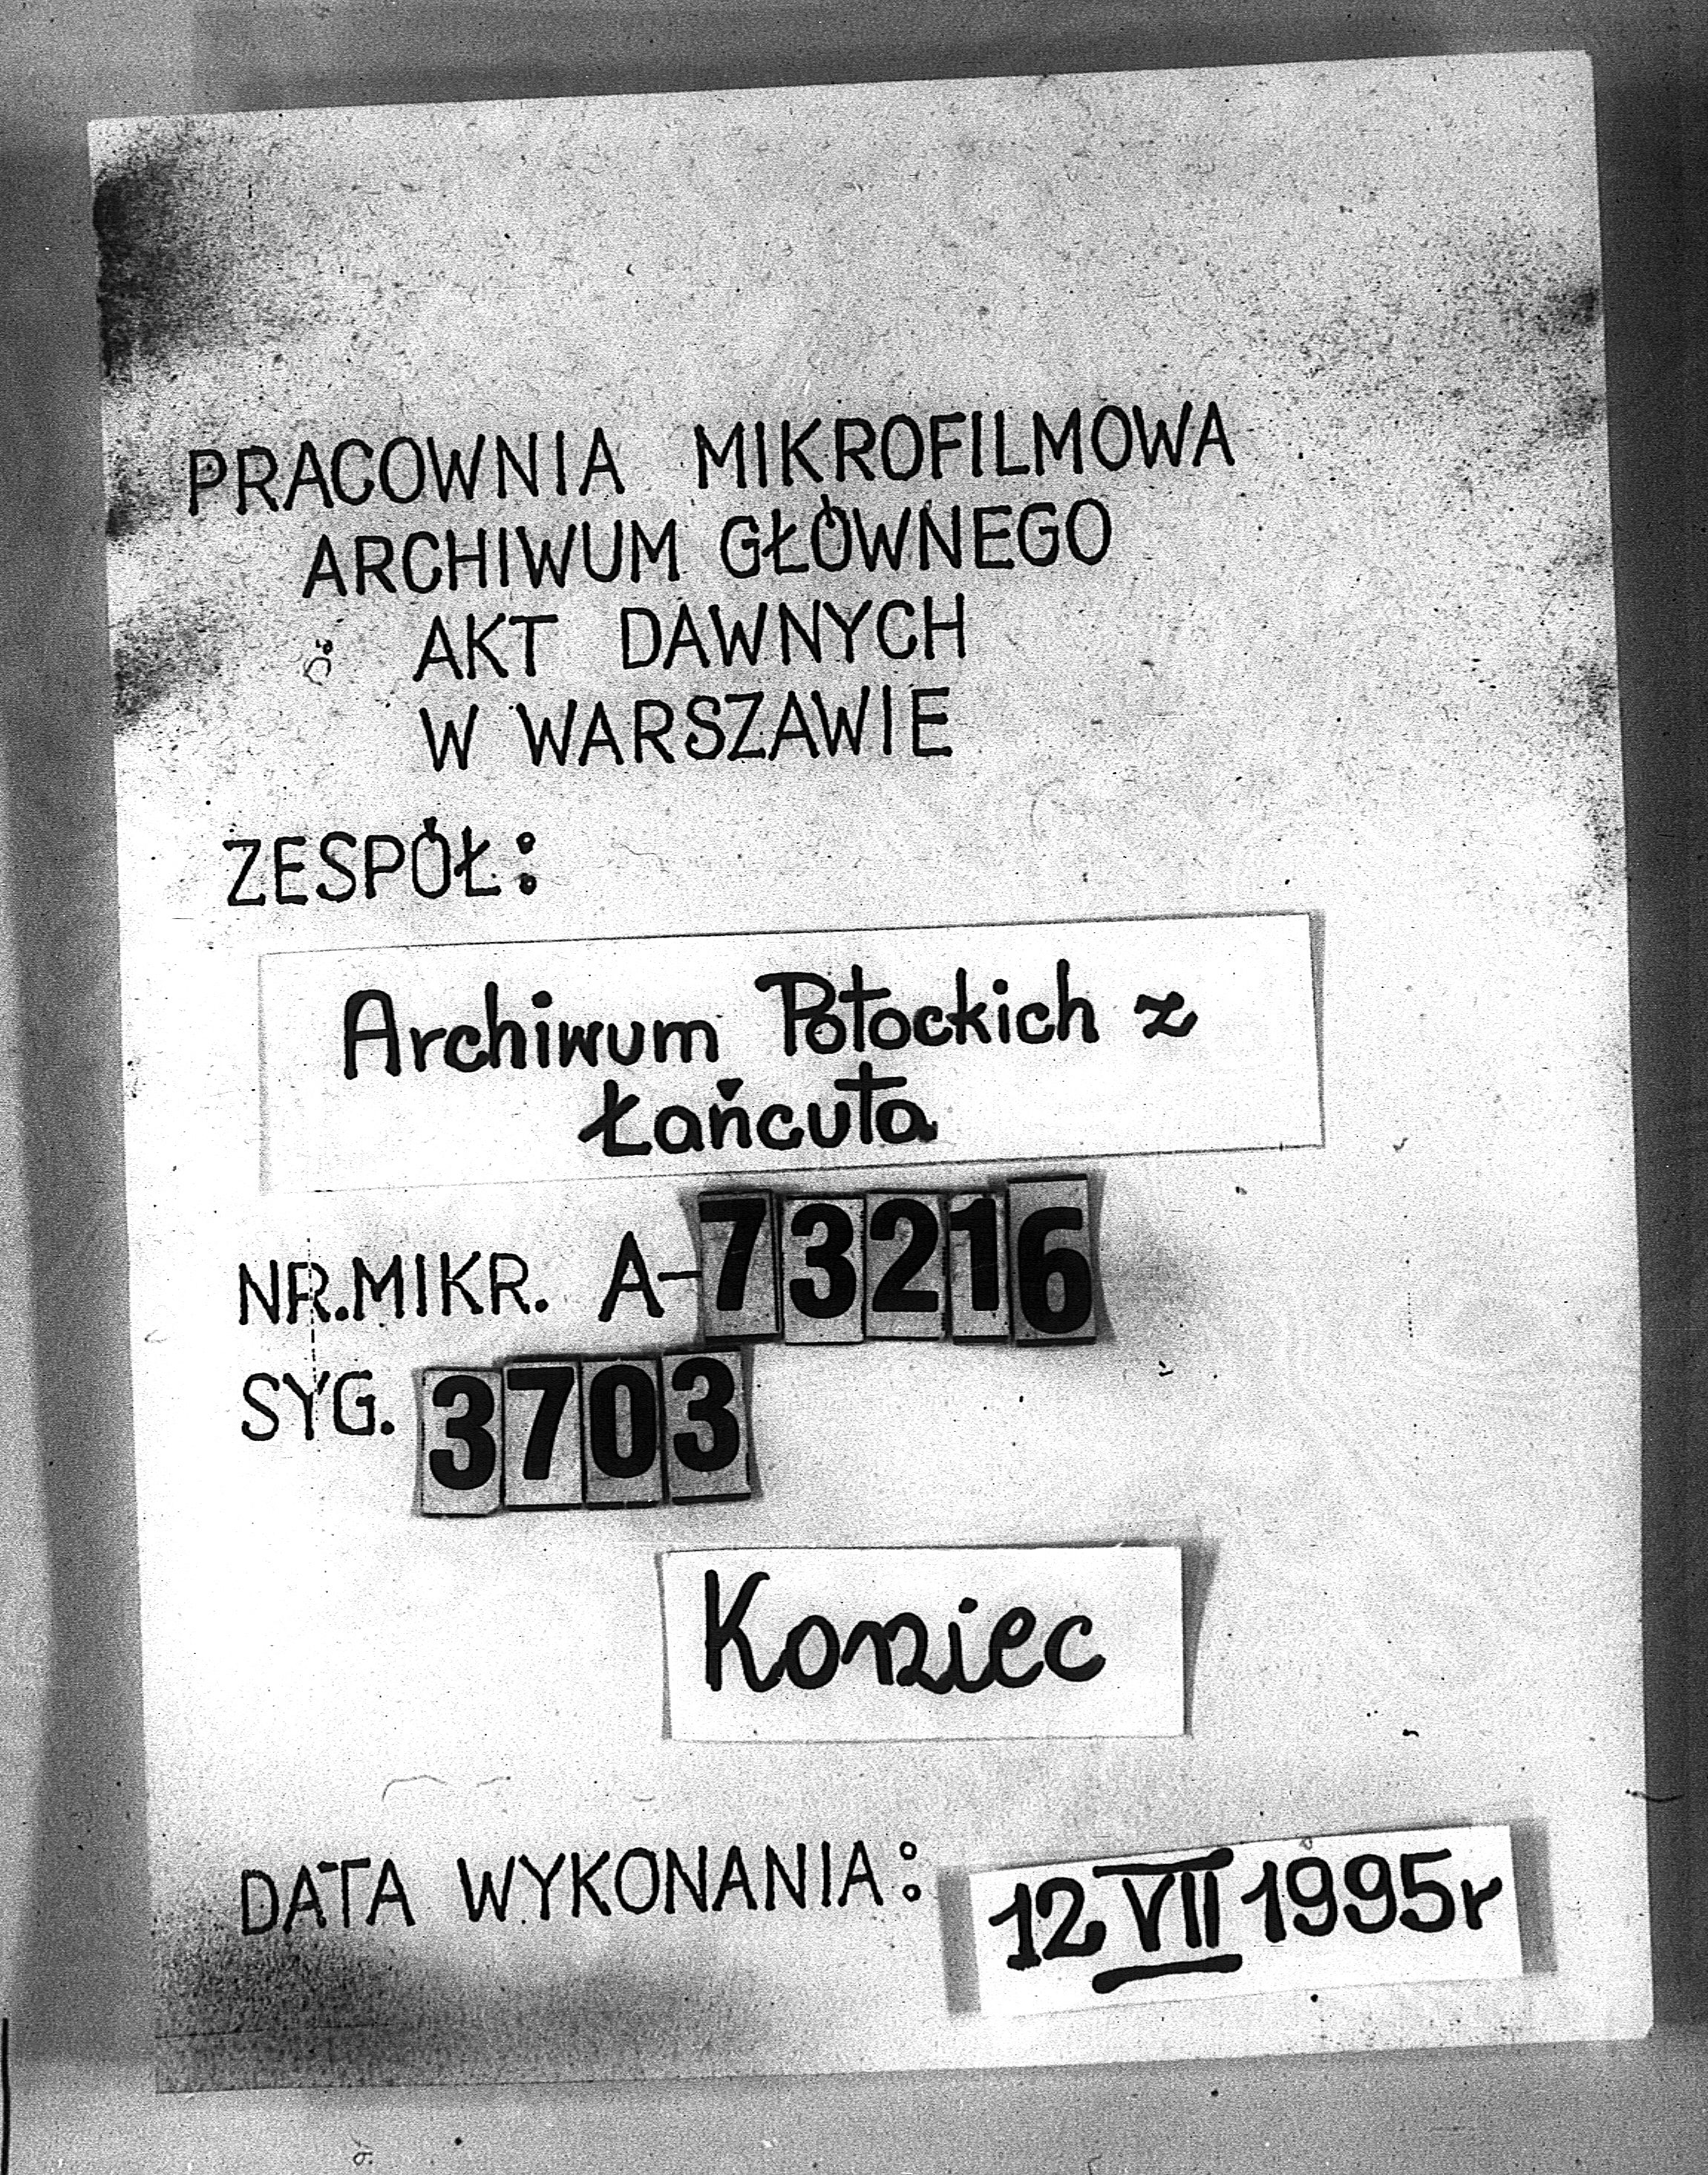 PRACOWNIA MIKROFILMOWA
ARCHIWUM GŁÓWNEGO
AKT DAWNYCH
W WARSZAWIE
ZESPÓŁ:
Archiwum Potockich z
Łańcuta
NR.MIKR. A-73216
SYG. 3703
Koniec
DATA WYKONANIA: 12 VII 1995r